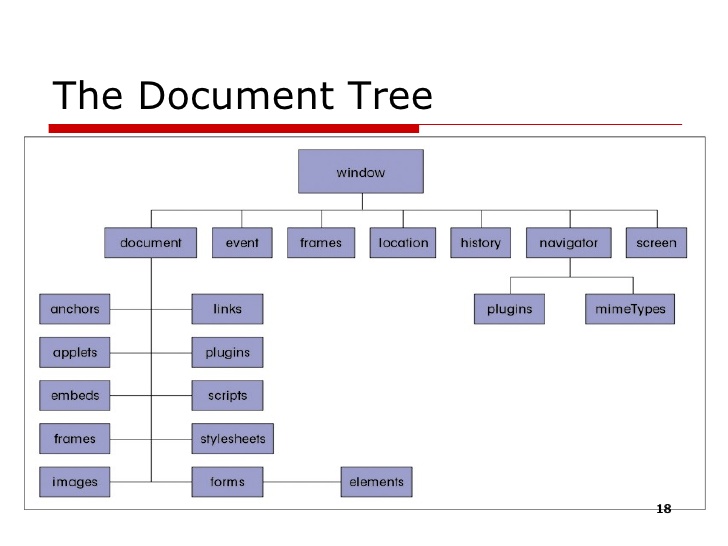 The Document Tree
window
document event frames location history navigator screen
anchors links plugins mimeTypes
applets plugins
embeds scripts
frames stylesheets
images forms elements
18